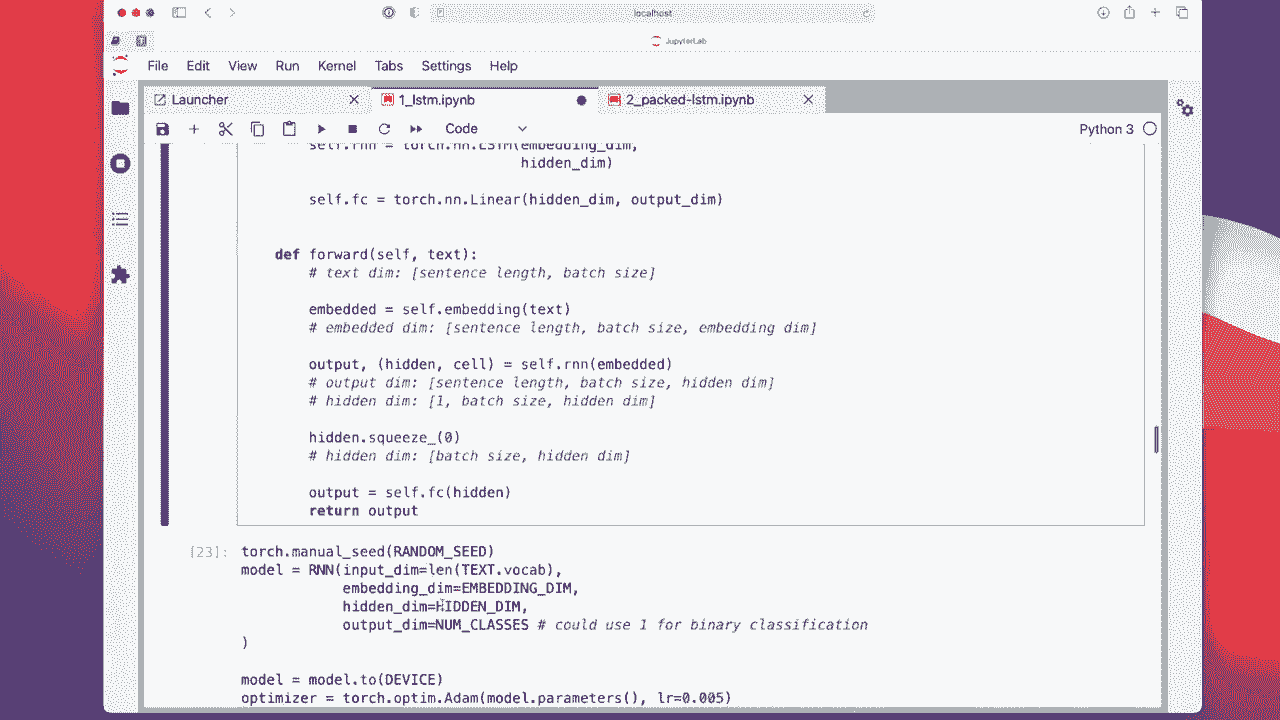 localhost
JupyterLab
File Edit View Run Kernel Tabs Settings Help
Launcher 1_lstm.ipynb 2_packed-lstm.ipynb
Code Python 3
self.rnn = torch.nn.LSTM(embedding_dim,
hidden_dim)
self.fc = torch.nn.Linear(hidden_dim, output_dim)
def forward(self, text):
# text dim: [sentence length, batch size]
embedded = self.embedding(text)
# embedded dim: [sentence length, batch size, embedding dim]
output, (hidden, cell) = self.rnn(embedded)
# output dim: [sentence length, batch size, hidden dim]
# hidden dim: [1, batch size, hidden dim]
hidden.squeeze_(0)
# hidden dim: [batch size, hidden dim]
output = self.fc(hidden)
return output
[23]: torch.manual_seed(RANDOM_SEED)
model = RNN(input_dim=len(TEXT.vocab),
embedding_dim=EMBEDDING_DIM,
hidden_dim=HIDDEN_DIM,
output_dim=NUM_CLASSES # could use 1 for binary classification
)
model = model.to(DEVICE)
optimizer = torch.optim.Adam(model.parameters(), lr=0.005)